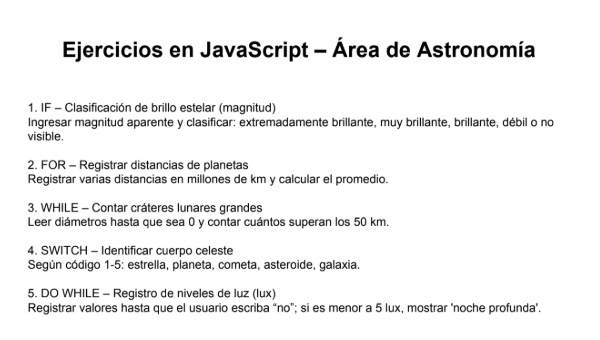 Ejercicios en JavaScript – Área de Astronomía
1. IF – Clasificación de brillo estelar (magnitud)
Ingresar magnitud aparente y clasificar: extremadamente brillante, muy brillante, brillante, débil o no
visible.
2. FOR – Registrar distancias de planetas
Registrar varias distancias en millones de km y calcular el promedio.
3. WHILE – Contar cráteres lunares grandes
Leer diámetros hasta que sea 0 y contar cuántos superan los 50 km.
4. SWITCH – Identificar cuerpo celeste
Según código 1-5: estrella, planeta, cometa, asteroide, galaxia.
5. DO WHILE – Registro de niveles de luz (lux)
Registrar valores hasta que el usuario escriba “no”; si es menor a 5 lux, mostrar 'noche profunda'.